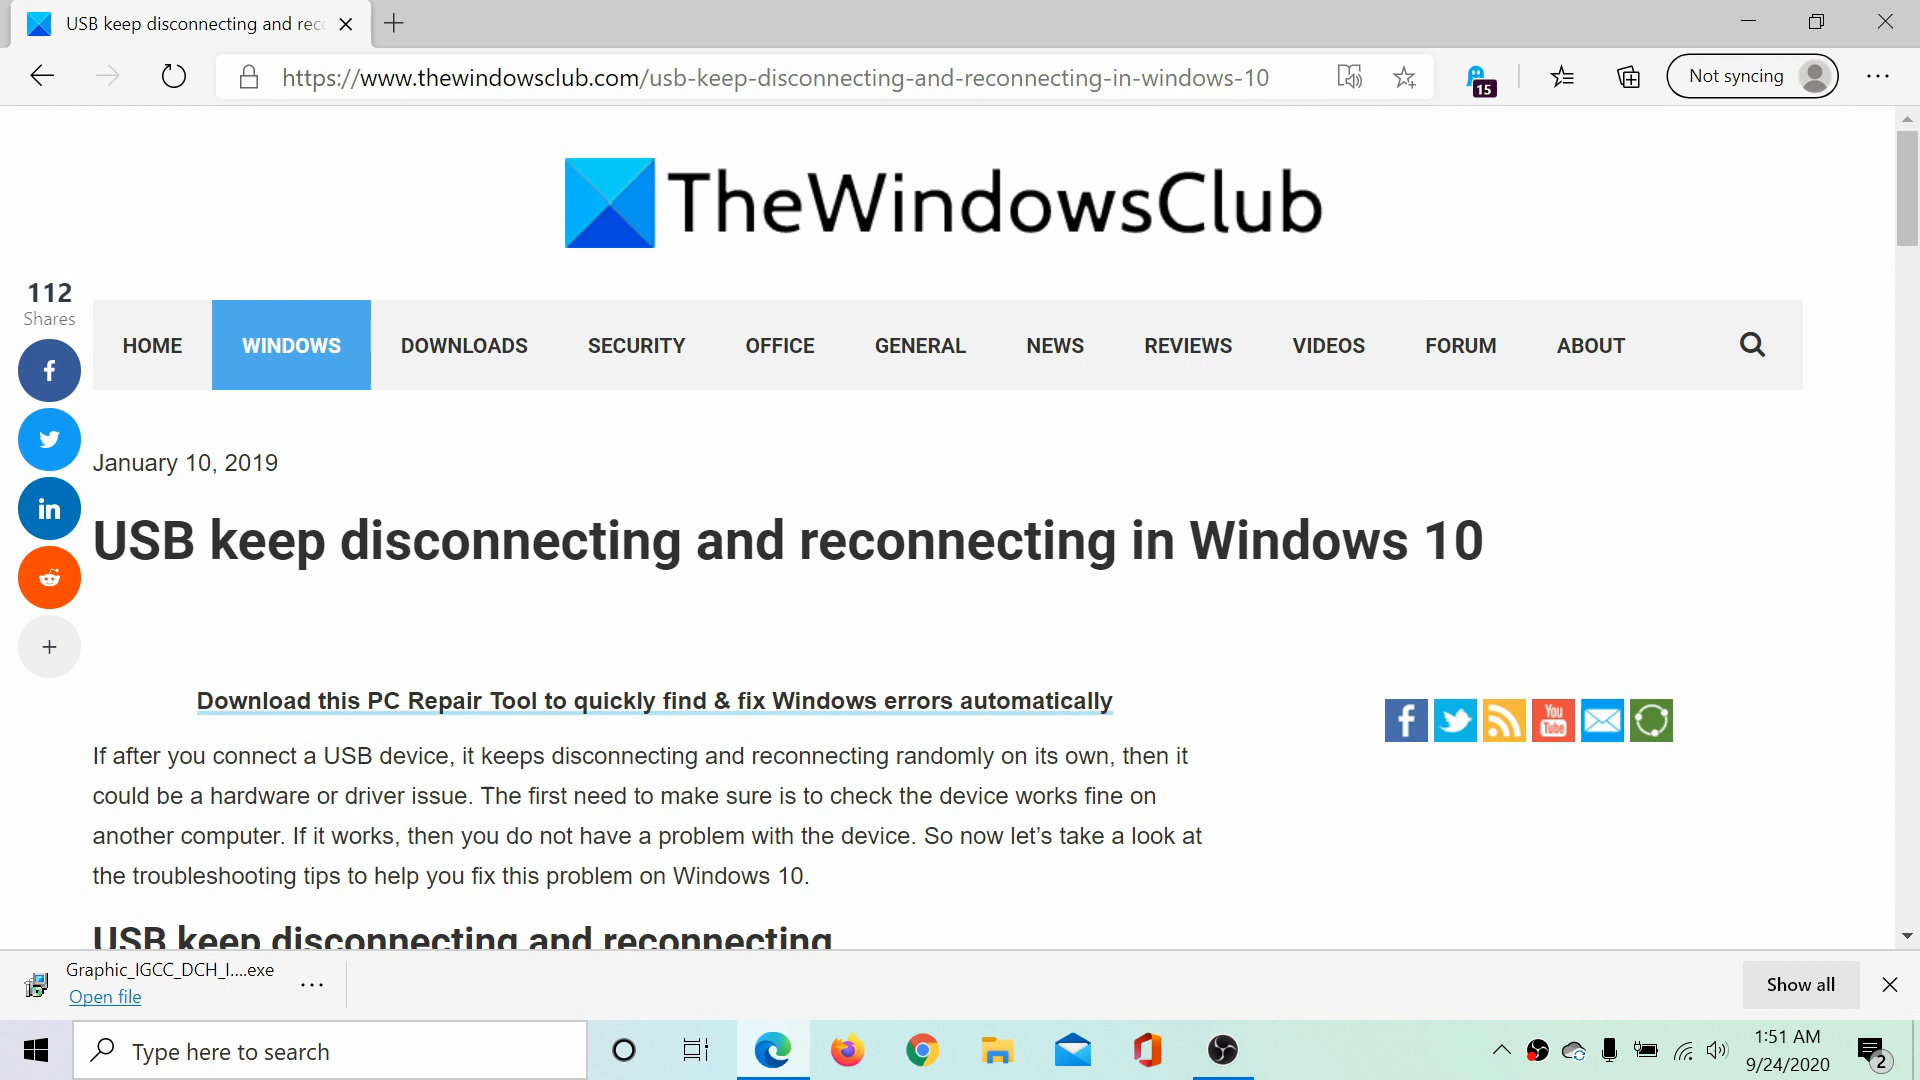 USB keep disconnecting and rec
https://www.thewindowsclub.com/usb-keep-disconnecting-and-reconnecting-in-windows-10
15
Not syncing
TheWindowsClub
112
Shares
HOME WINDOWS DOWNLOADS SECURITY OFFICE GENERAL NEWS REVIEWS VIDEOS FORUM ABOUT
January 10, 2019
USB keep disconnecting and reconnecting in Windows 10
Download this PC Repair Tool to quickly find & fix Windows errors automatically
You Tube
If after you connect a USB device, it keeps disconnecting and reconnecting randomly on its own, then it
could be a hardware or driver issue. The first need to make sure is to check the device works fine on
another computer. If it works, then you do not have a problem with the device. So now let's take a look at
the troubleshooting tips to help you fix this problem on Windows 10.
USB keep disconnecting and reconnecting
Graphic_IGCC_DCH_I....exe
Open file
Show all
Type here to search
1:51 AM
9/24/2020
2